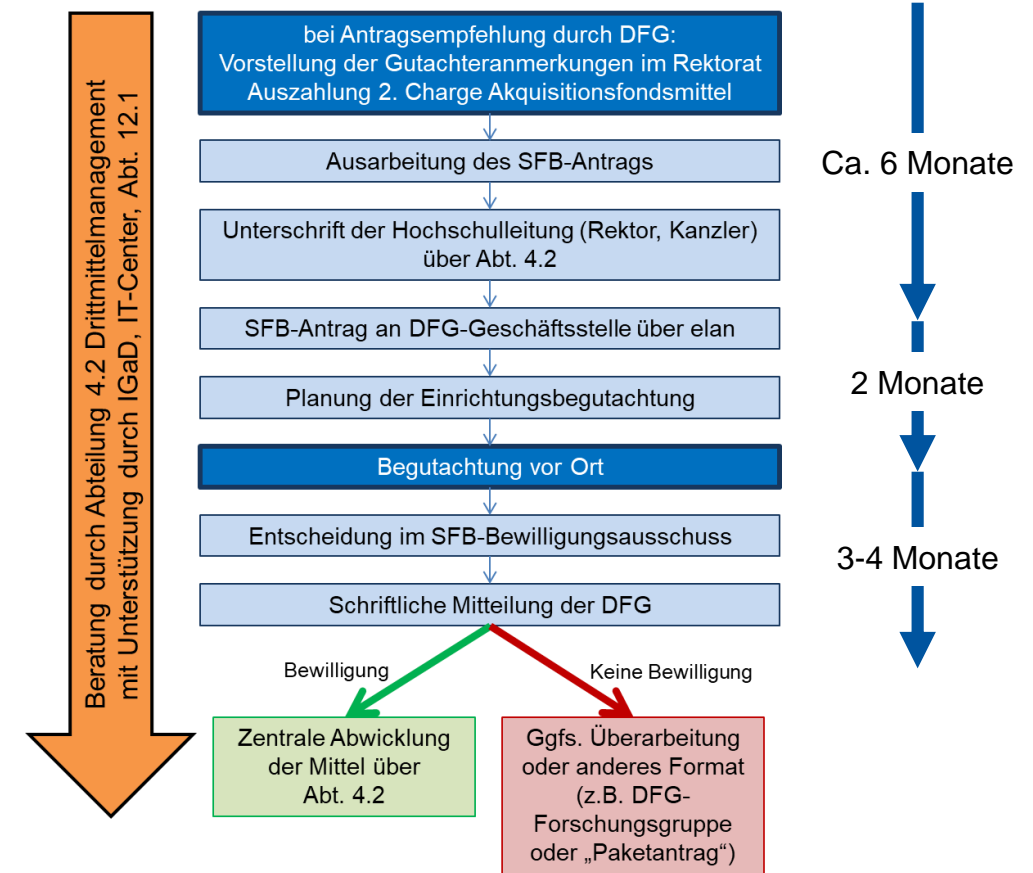 Beratung durch Abteilung 4.2 Drittmittelmanagement
mit Unterstützung durch IGaD, IT-Center, Abt. 12.1
bei Antragsempfehlung durch DFG:
Vorstellung der Gutachteranmerkungen im Rektorat
Auszahlung 2. Charge Akquisitionsfondsmittel
Ausarbeitung des SFB-Antrags
Ca. 6 Monate
Unterschrift der Hochschulleitung (Rektor, Kanzler)
über Abt. 4.2
SFB-Antrag an DFG-Geschäftsstelle über elan
Planung der Einrichtungsbegutachtung
2 Monate
Begutachtung vor Ort
Entscheidung im SFB-Bewilligungsausschuss
3-4 Monate
Schriftliche Mitteilung der DFG
Bewilligung
Keine Bewilligung
Zentrale Abwicklung
der Mittel über
Abt. 4.2
Ggfs. Überarbeitung
oder anderes Format
(z.B. DFG-
Forschungsgruppe
oder „Paketantrag“)